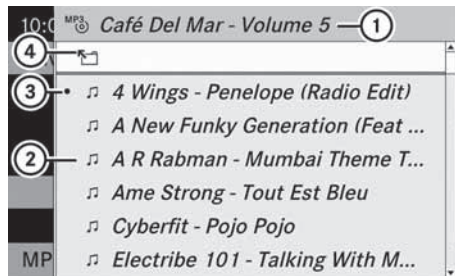 10:0
MP3 Café Del Mar - Volume 5 1
4
3 4 Wings - Penelope (Radio Edit)
A New Funky Generation (Feat ...
2 A R Rabman - Mumbai Theme T...
Ame Strong - Tout Est Bleu
Cyberfit - Pojo Pojo
MP Electribe 101 - Talking With M...